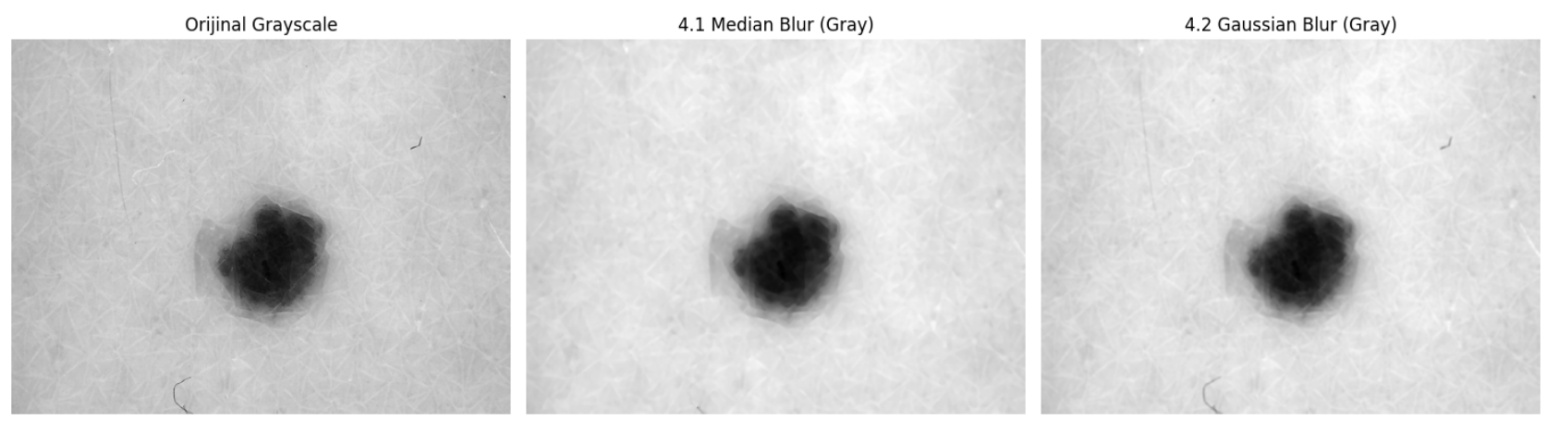 Orijinal Grayscale
4.1 Median Blur (Gray)
4.2 Gaussian Blur (Gray)